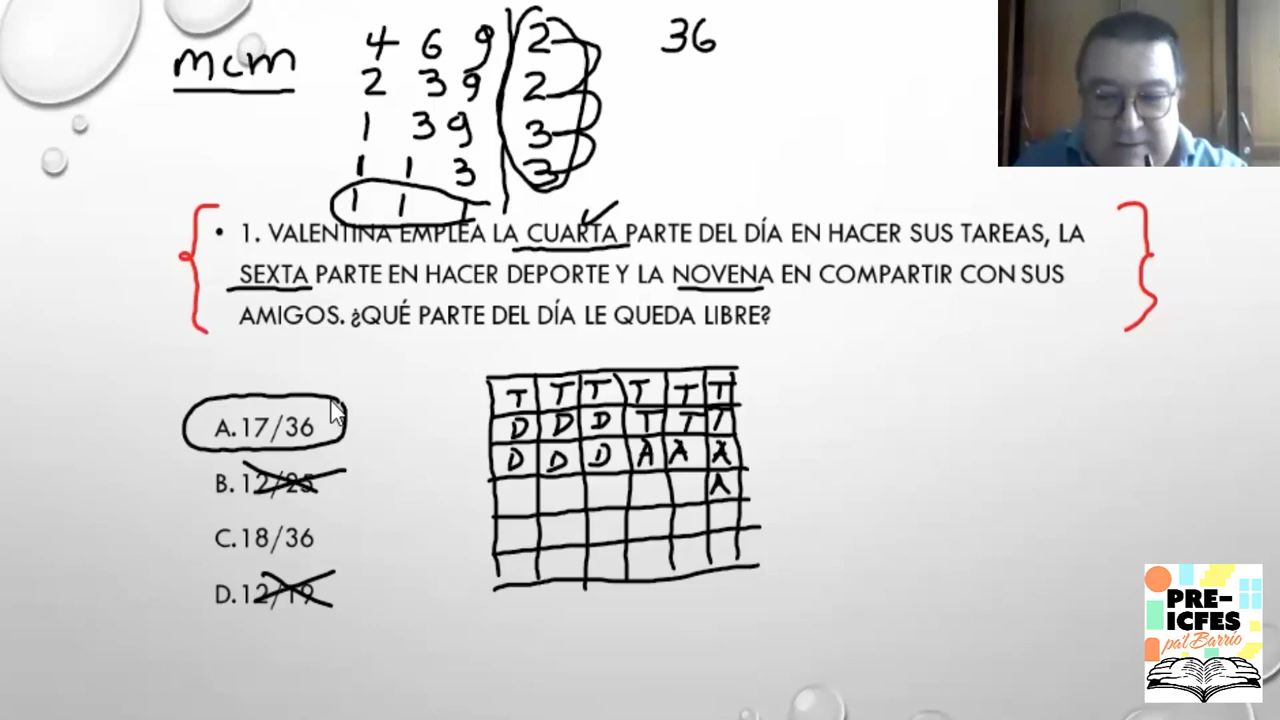 mcm
4 6 9 2 36
2 3 9 2
1 3 9 3
1 1 3 3
1 1 1
• 1. VALENTINA EMPLEA LA CUARTA PARTE DEL DÍA EN HACER SUS TAREAS, LA
SEXTA PARTE EN HACER DEPORTE Y LA NOVENA EN COMPARTIR CON SUS
AMIGOS. ¿QUÉ PARTE DEL DÍA LE QUEDA LIBRE?
A. 17/36
B. 12/25
C. 18/36
D. 12/19
T T T T T T
D D D T T T
D D D A A A
A
PRE-
ICFES
pa'l Barrio